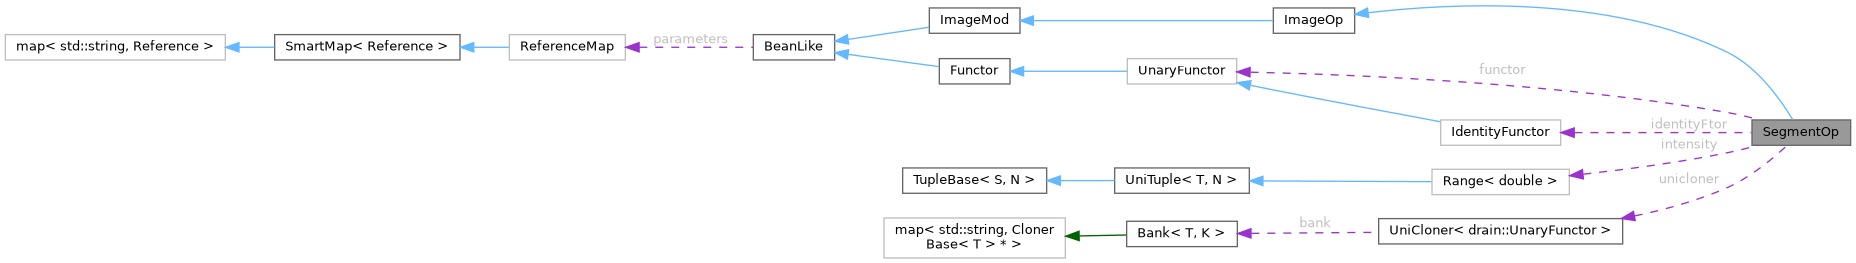 ImageMod
ImageOp
map< std::string, Reference >
SmartMap< Reference >
ReferenceMap
parameters
BeanLike
Functor
UnaryFunctor
functor
IdentityFunctor
identityFtor
SegmentOp
intensity
TupleBase< S, N >
UniTuple< T, N >
Range< double >
unicloner
map< std::string, Cloner
Base< T > * >
Bank< T, K >
bank
UniCloner< drain::UnaryFunctor >